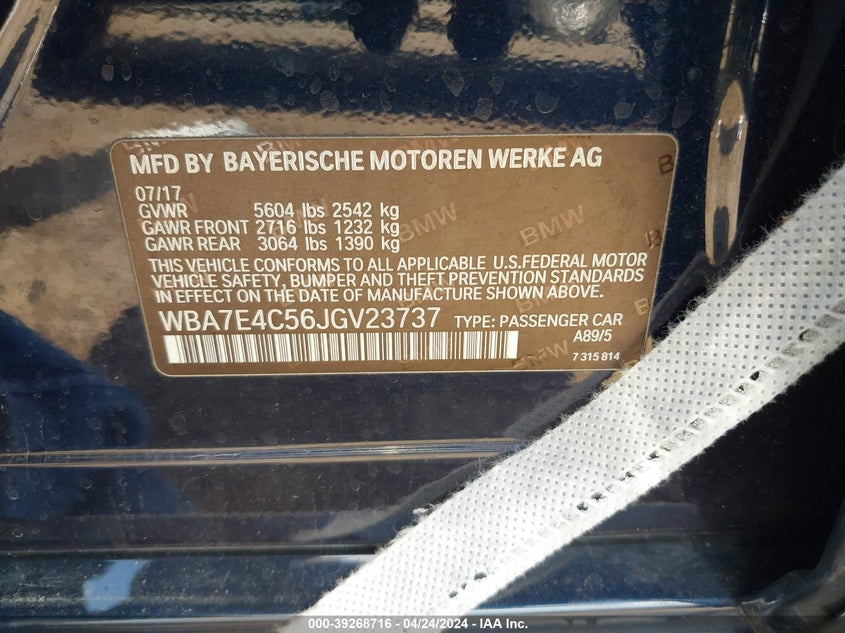 MFD BY BAYERISCHE MOTOREN WERKE AG
07/17
GVWR 5604 lbs 2542 kg
GAWR FRONT 2716 lbs 1232 kg
GAWR REAR 3064 lbs 1390 kg
THIS VEHICLE CONFORMS TO ALL APPLICABLE U.S.FEDERAL MOTOR
VEHICLE SAFETY, BUMPER AND THEFT PREVENTION STANDARDS
IN EFFECT ON THE DATE OF MANUFACTURE SHOWN ABOVE.
WBA7E4C56JGV23737 TYPE: PASSENGER CAR
A89/5
7 315 814
BMW
BMW
BMW
000-39268716 - 04/24/2024 - IAA Inc.